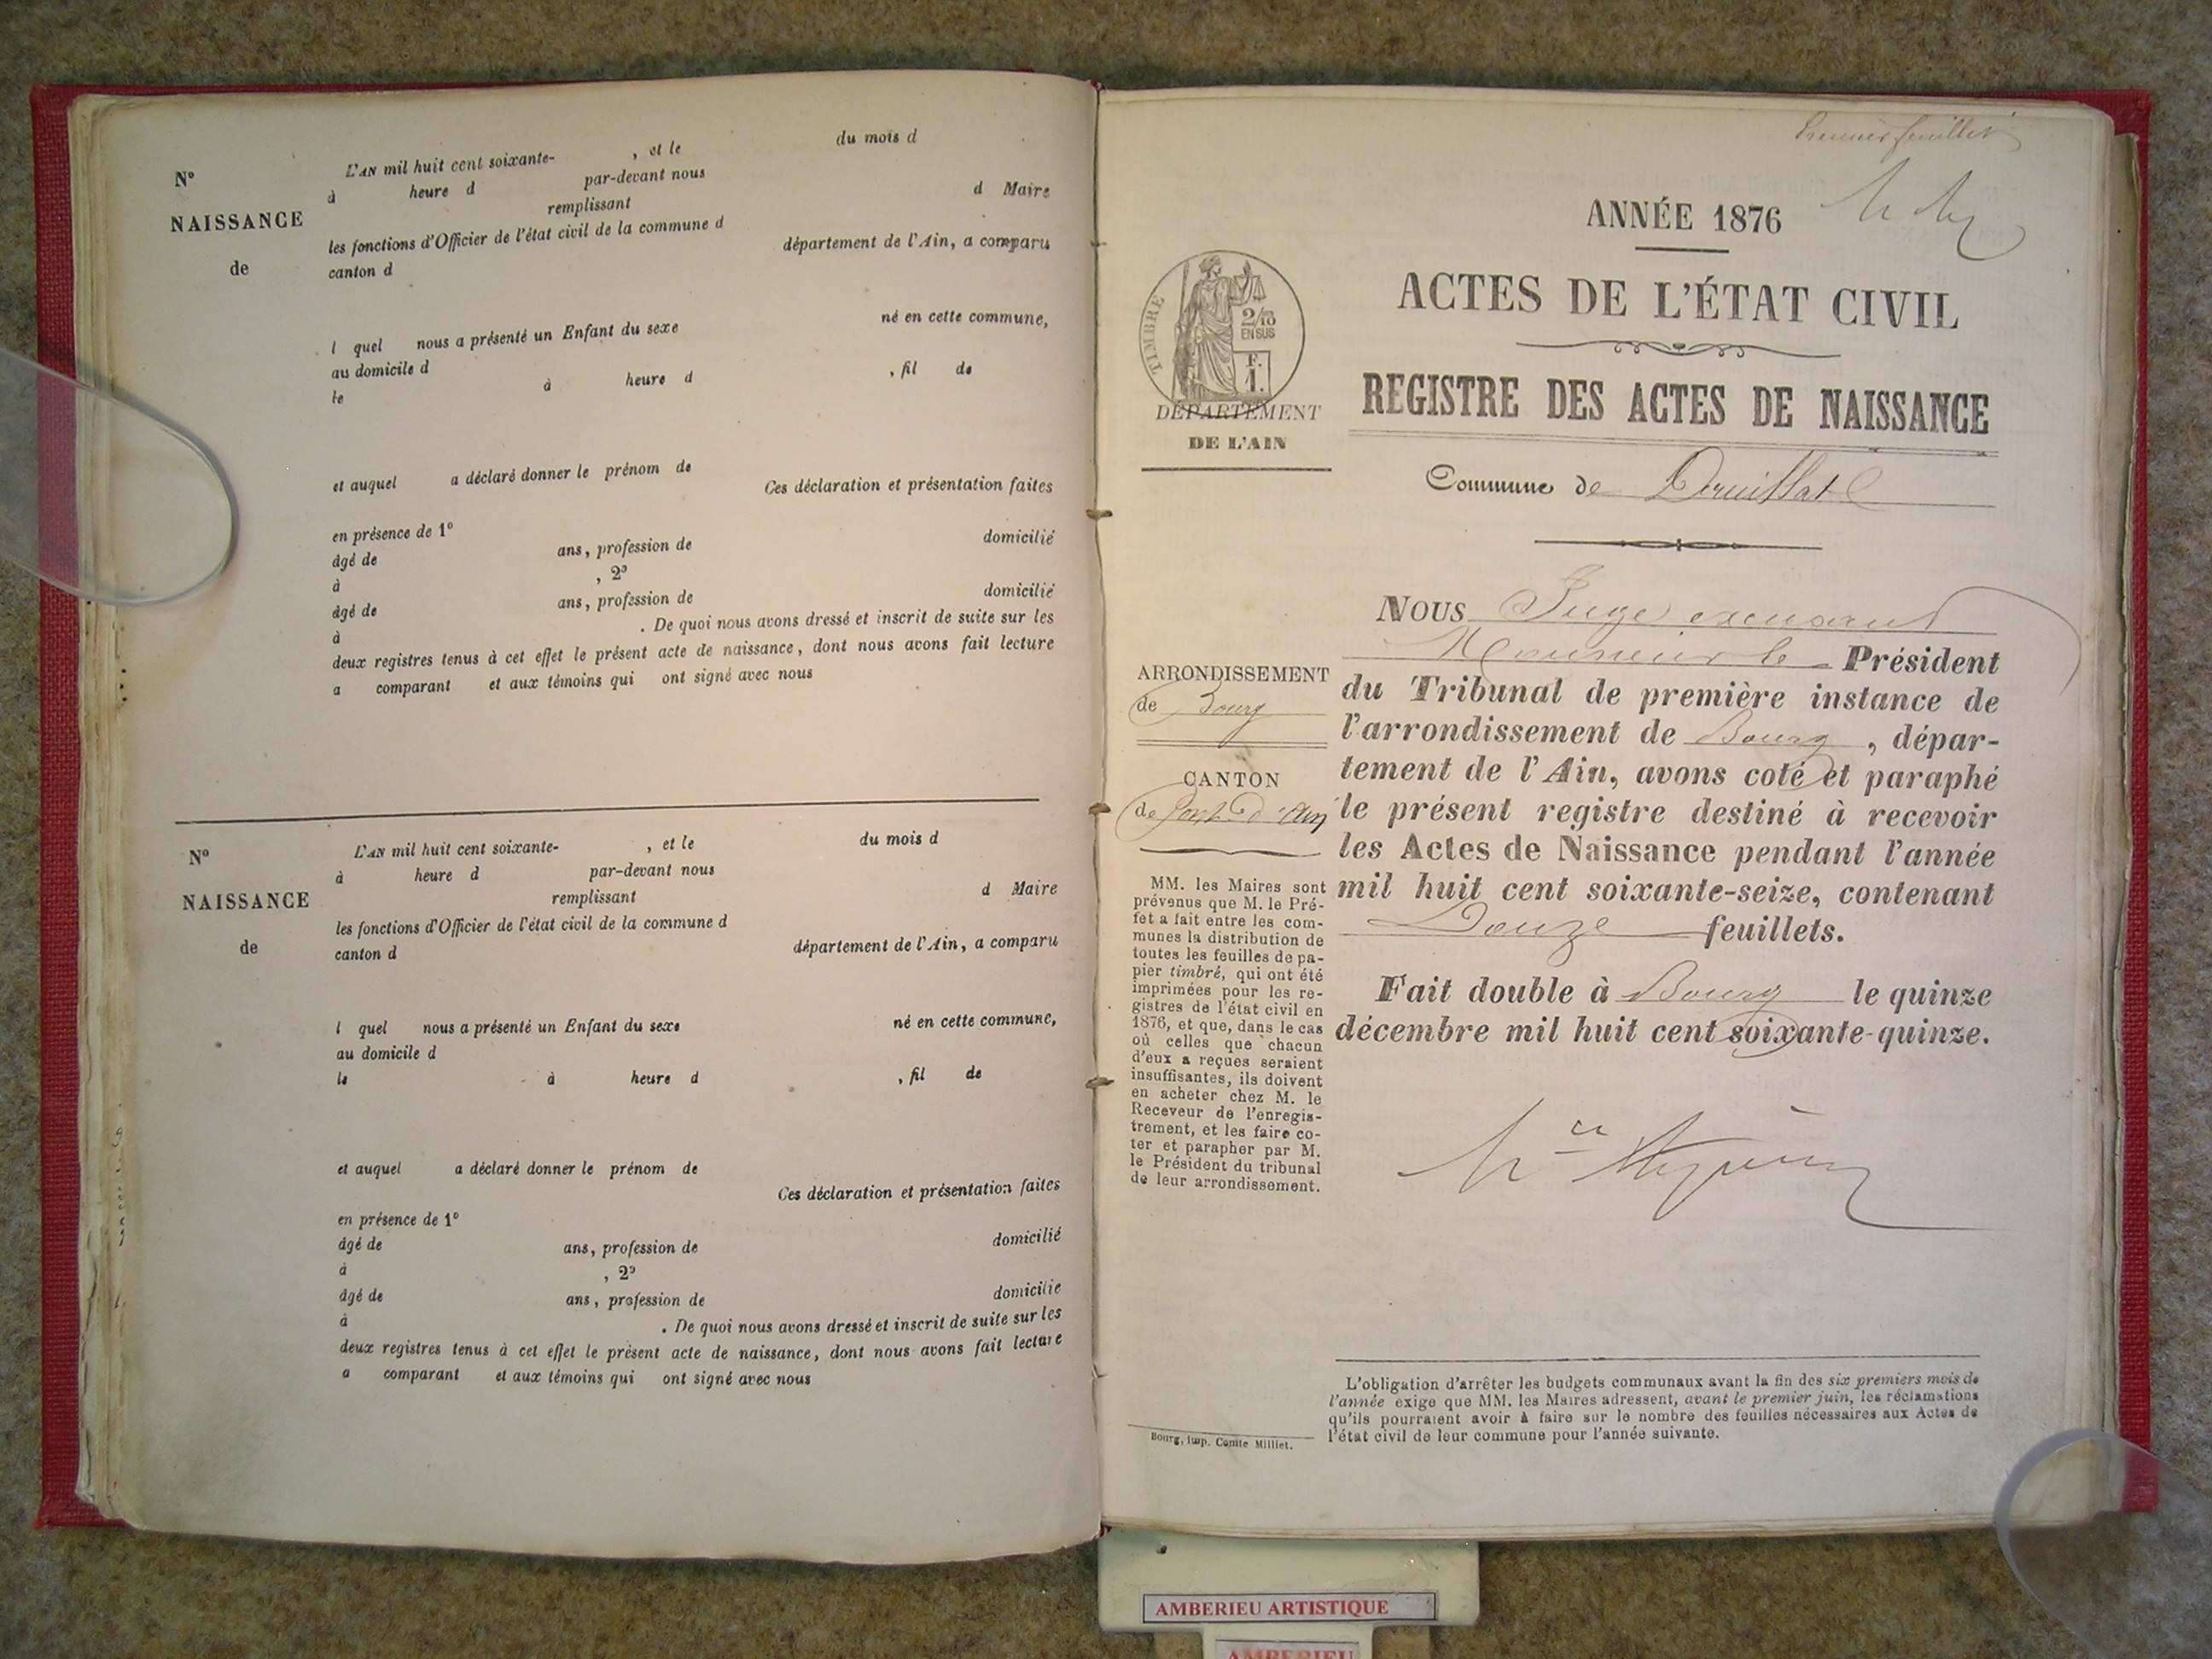 N°
NAISSANCE
de
L'AN mil huit cent soixante- , et le du mois d
à heure d par-devant nous
remplissant d Maire
les fonctions d'Officier de l'état civil de la commune d
canton d département de l'Ain, a comparu
l quel nous a présenté un Enfant du sexe né en cette commune,
au domicile d
le à heure d , fil de
et auquel a déclaré donner le prénom de
Ces déclaration et présentation faites
en présence de 1°
âgé de ans, profession de domicilié
à , 2°
âgé de ans, profession de domicilié
à . De quoi nous avons dressé et inscrit de suite sur les
deux registres tenus à cet effet le présent acte de naissance, dont nous avons fait lecture
a comparant et aux témoins qui ont signé avec nous
N°
NAISSANCE
de
L'AN mil huit cent soixante- , et le du mois d
à heure d par-devant nous
remplissant d Maire
les fonctions d'Officier de l'état civil de la commune d
canton d département de l'Ain, a comparu
l quel nous a présenté un Enfant du sexe né en cette commune,
au domicile d
le à heure d , fil de
et auquel a déclaré donner le prénom de
Ces déclaration et présentation faites
en présence de 1°
âgé de ans, profession de domicilié
à , 2°
âgé de ans, profession de domicilié
à . De quoi nous avons dressé et inscrit de suite sur les
deux registres tenus à cet effet le présent acte de naissance, dont nous avons fait lecture
a comparant et aux témoins qui ont signé avec nous
Premier feuillet
ANNÉE 1876
ACTES DE L'ÉTAT CIVIL
REGISTRE DES ACTES DE NAISSANCE
Commune de Druillat
TIMBRE
2/10
EN SUS
F.
1.
DÉPARTEMENT
DE L'AIN
ARRONDISSEMENT
de Bourg
CANTON
de Pont d'Ain
MM. les Maires sont
prévenus que M. le Pré-
fet a fait entre les com-
munes la distribution de
toutes les feuilles de pa-
pier timbré, qui ont été
imprimées pour les re-
gistres de l'état civil en
1876, et que, dans le cas
où celles que chacun
d'eux a reçues seraient
insuffisantes, ils doivent
en acheter chez M. le
Receveur de l'enregis-
trement, et les faire co-
ter et parapher par M.
le Président du tribunal
de leur arrondissement.
Nous Juge excusant
Monsieur le Président
du Tribunal de première instance de
l'arrondissement de Bourg, dépar-
tement de l'Ain, avons coté et paraphé
le présent registre destiné à recevoir
les Actes de Naissance pendant l'année
mil huit cent soixante-seize, contenant
Douze feuillets.
Fait double à Bourg le quinze
décembre mil huit cent soixante-quinze.
L'obligation d'arrêter les budgets communaux avant la fin des six premiers mois de
l'année exige que MM. les Maires adressent, avant le premier juin, les réclamations
qu'ils pourraient avoir à faire sur le nombre des feuilles nécessaires aux Actes de
l'état civil de leur commune pour l'année suivante.
Bourg, imp. Comte Milliet.
AMBERIEU ARTISTIQUE
AMBERIEU